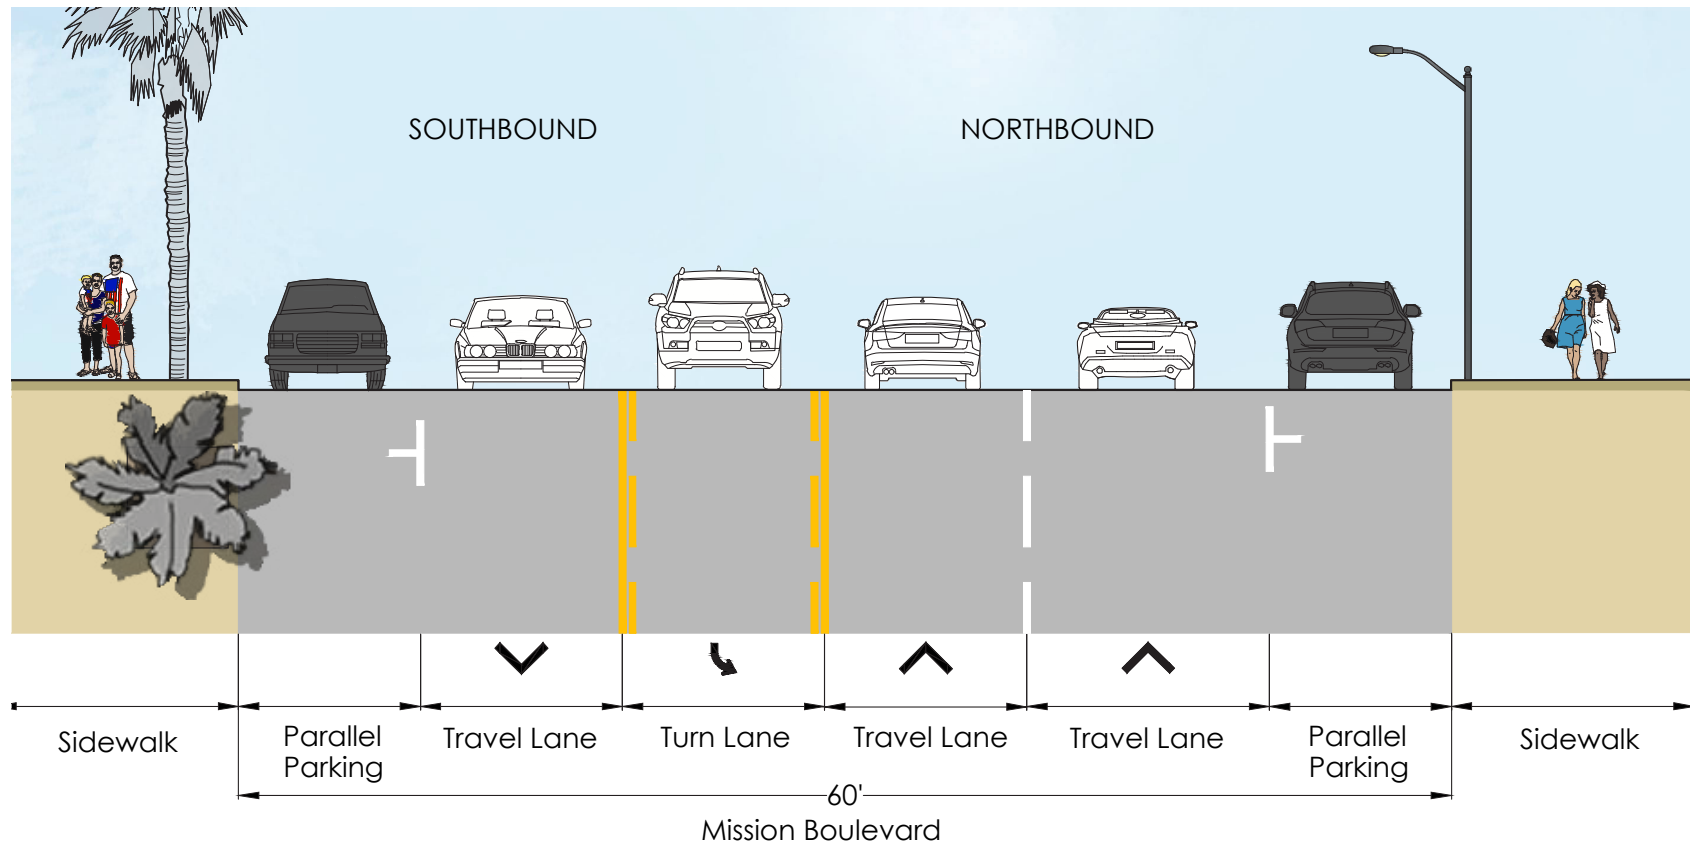 SOUTHBOUND
NORTHBOUND
Sidewalk
Parallel
Parking
Travel Lane
Turn Lane
Travel Lane
Travel Lane
Parallel
Parking
Sidewalk
60'
Mission Boulevard